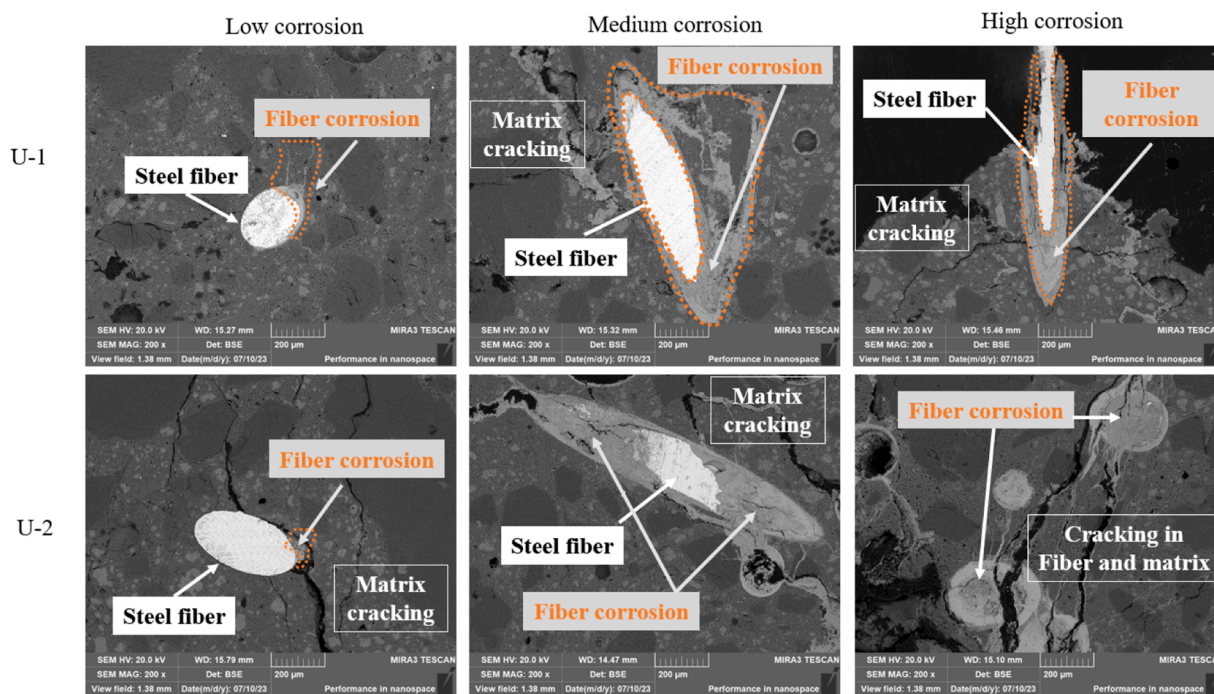 Low corrosion
Medium corrosion
High corrosion
U-1
Fiber corrosion
Steel fiber
SEM HV: 20.0 kV WD: 15.27 mm MIRA3 TESCAN
SEM MAG: 200 x Det: BSE 200 µm
View field: 1.38 mm Date(m/d/y): 07/10/23 Performance in nanospace
Fiber corrosion
Matrix
cracking
Steel fiber
SEM HV: 20.0 kV WD: 15.32 mm MIRA3 TESCAN
SEM MAG: 200 x Det: BSE 200 µm
View field: 1.38 mm Date(m/d/y): 07/10/23 Performance in nanospace
Steel fiber
Fiber
corrosion
Matrix
cracking
SEM HV: 20.0 kV WD: 15.46 mm MIRA3 TESCAN
SEM MAG: 200 x Det: BSE 200 µm
View field: 1.38 mm Date(m/d/y): 07/10/23 Performance in nanospace
U-2
Fiber corrosion
Steel fiber
Matrix
cracking
SEM HV: 20.0 kV WD: 15.79 mm MIRA3 TESCAN
SEM MAG: 200 x Det: BSE 200 µm
View field: 1.38 mm Date(m/d/y): 07/10/23 Performance in nanospace
Matrix
cracking
Steel fiber
Fiber corrosion
SEM HV: 20.0 kV WD: 14.47 mm MIRA3 TESCAN
SEM MAG: 200 x Det: BSE 200 µm
View field: 1.38 mm Date(m/d/y): 07/10/23 Performance in nanospace
Fiber corrosion
Cracking in
Fiber and matrix
SEM HV: 20.0 kV WD: 15.10 mm MIRA3 TESCAN
SEM MAG: 200 x Det: BSE 200 µm
View field: 1.38 mm Date(m/d/y): 07/10/23 Performance in nanospace